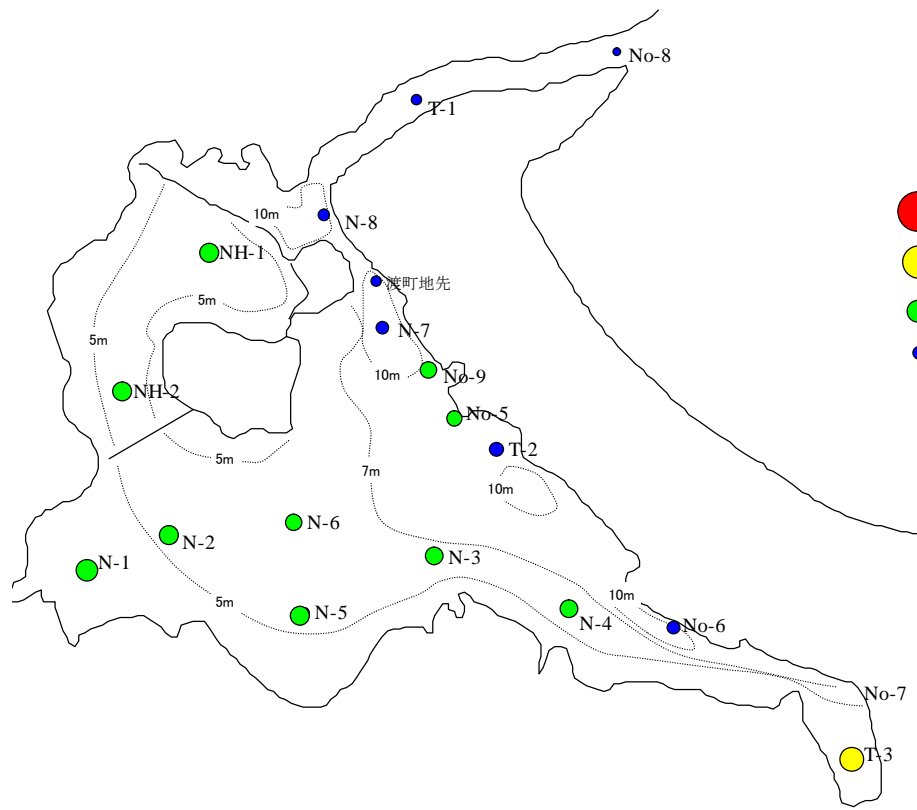 No-8
T-1
10m
N-8
NH-1
渡町地先
5m
N-7
5m
10m
No-9
NH-2
No-5
T-2
5m
7m
10m
N-6
N-2
N-3
N-1
10m
5m
N-5
N-4
No-6
No-7
T-3